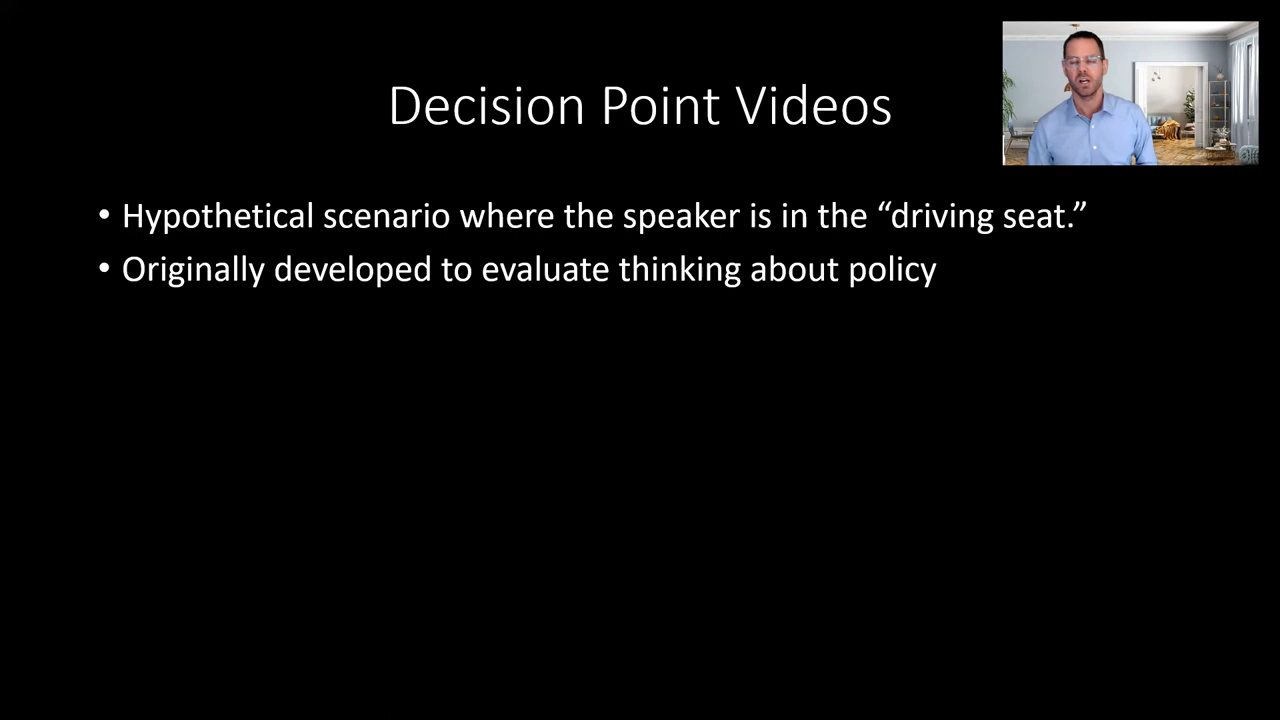 Decision Point Videos
• Hypothetical scenario where the speaker is in the “driving seat.”
• Originally developed to evaluate thinking about policy